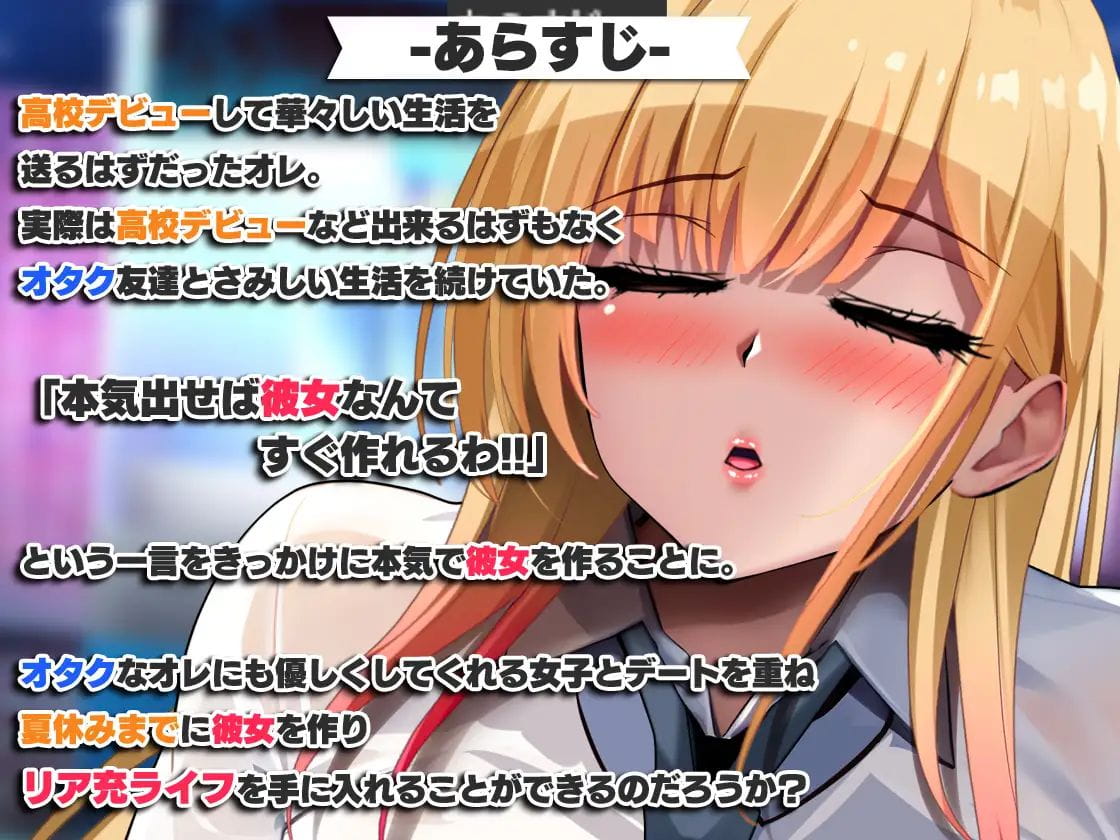 -あらすじ-
高校デビューして華々しい生活を
送るはずだったオレ。
実際は高校デビューなど出来るはずもなく
オタク友達とさみしい生活を続けていた。
「本気出せば彼女なんて
すぐ作れるわ!!」
という一言をきっかけに本気で彼女を作ることに。
オタクなオレにも優しくしてくれる女子とデートを重ね
夏休みまでに彼女を作り
リア充ライフを手に入れることができるのだろうか?